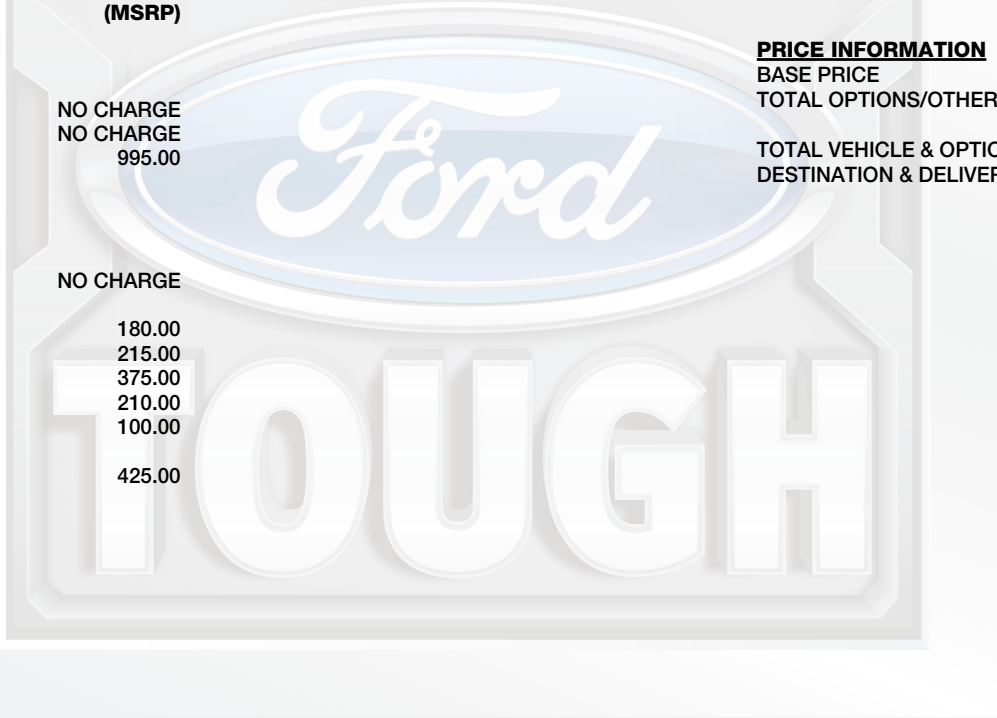 (MSRP)
NO CHARGE
NO CHARGE
995.00
NO CHARGE
180.00
215.00
375.00
210.00
100.00
425.00
PRICE INFORMATION
BASE PRICE
TOTAL OPTIONS/OTHER
TOTAL VEHICLE & OPTIO
DESTINATION & DELIVER
Ford
TOUGH